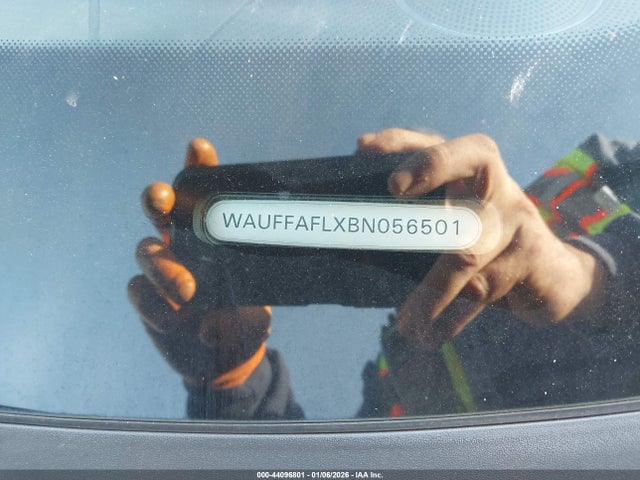 WAUFFAFLXBN056501
000-44096801 - 01/06/2026 - IAA Inc.